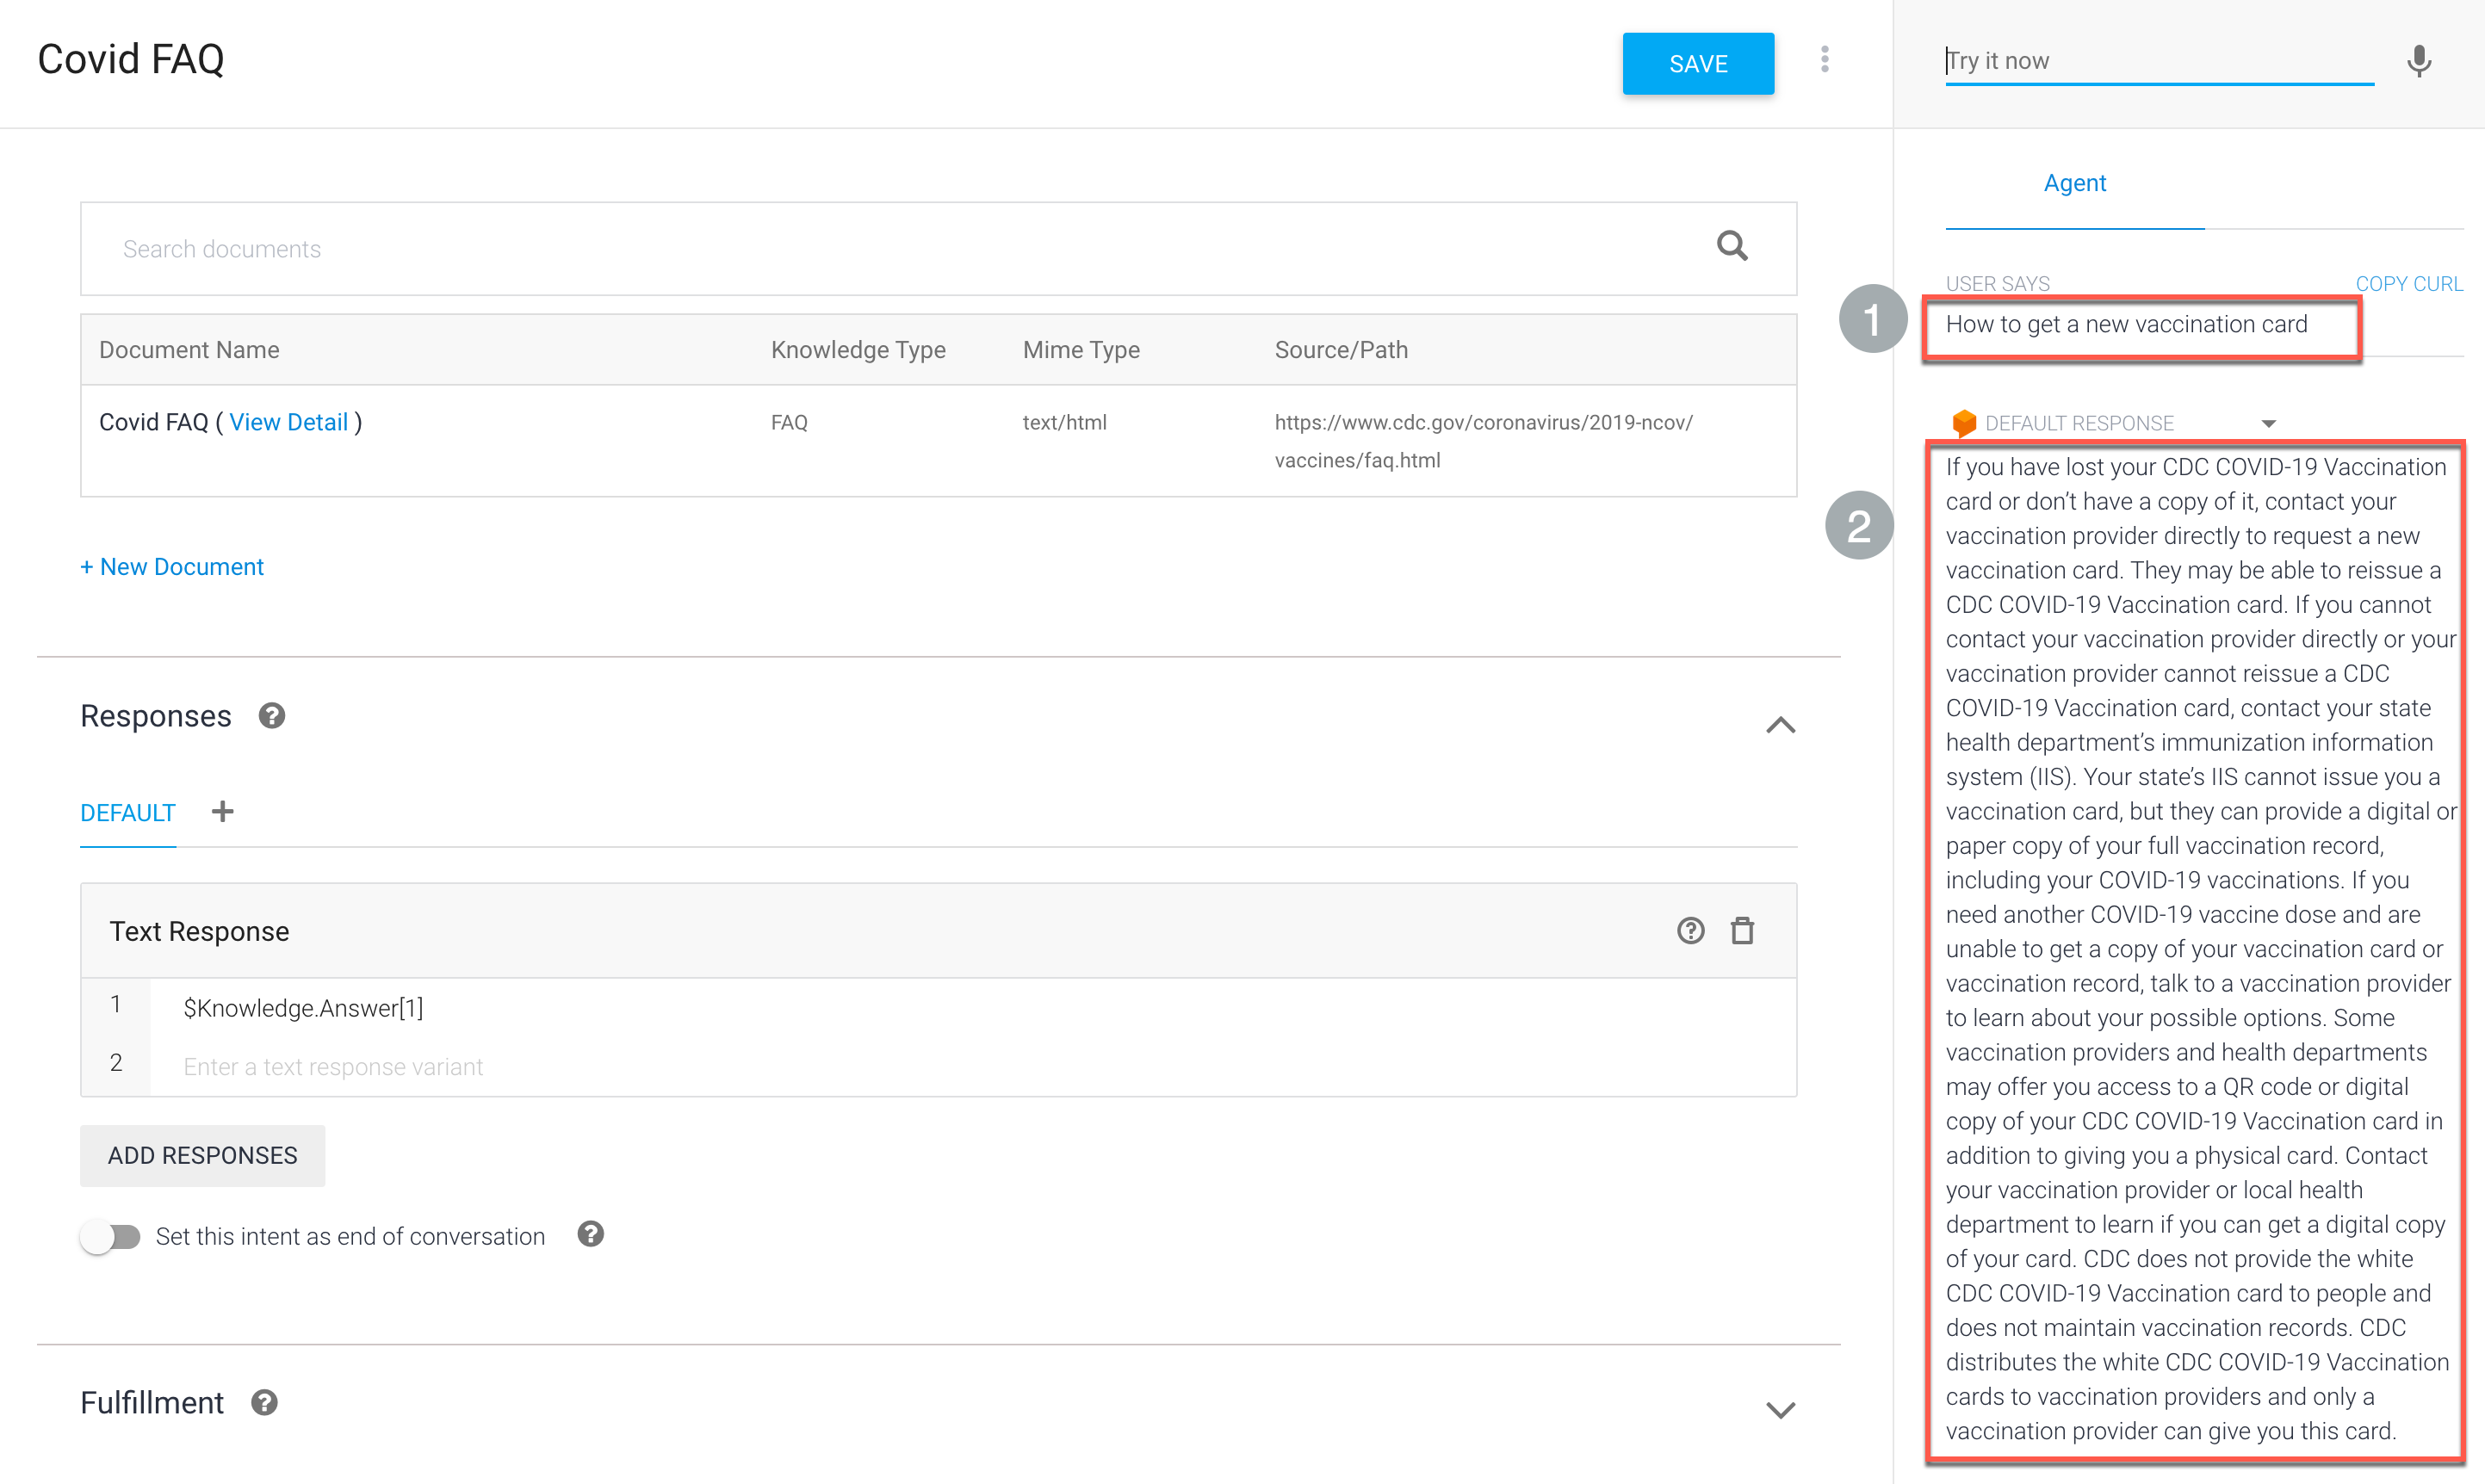 Covid FAQ
SAVE
Search documents
Document Name Knowledge Type Mime Type Source/Path
Covid FAQ ( View Detail ) FAQ text/html https://www.cdc.gov/coronavirus/2019-ncov/
vaccines/faq.html
+ New Document
Responses ?
DEFAULT +
Text Response ?
1 $Knowledge.Answer[1]
2 Enter a text response variant
ADD RESPONSES
Set this intent as end of conversation ?
Fulfillment ?
Try it now
Agent
USER SAYS COPY CURL
1
How to get a new vaccination card
DEFAULT RESPONSE
2
If you have lost your CDC COVID-19 Vaccination
card or don’t have a copy of it, contact your
vaccination provider directly to request a new
vaccination card. They may be able to reissue a
CDC COVID-19 Vaccination card. If you cannot
contact your vaccination provider directly or your
vaccination provider cannot reissue a CDC
COVID-19 Vaccination card, contact your state
health department’s immunization information
system (IIS). Your state’s IIS cannot issue you a
vaccination card, but they can provide a digital or
paper copy of your full vaccination record,
including your COVID-19 vaccinations. If you
need another COVID-19 vaccine dose and are
unable to get a copy of your vaccination card or
vaccination record, talk to a vaccination provider
to learn about your possible options. Some
vaccination providers and health departments
may offer you access to a QR code or digital
copy of your CDC COVID-19 Vaccination card in
addition to giving you a physical card. Contact
your vaccination provider or local health
department to learn if you can get a digital copy
of your card. CDC does not provide the white
CDC COVID-19 Vaccination card to people and
does not maintain vaccination records. CDC
distributes the white CDC COVID-19 Vaccination
cards to vaccination providers and only a
vaccination provider can give you this card.